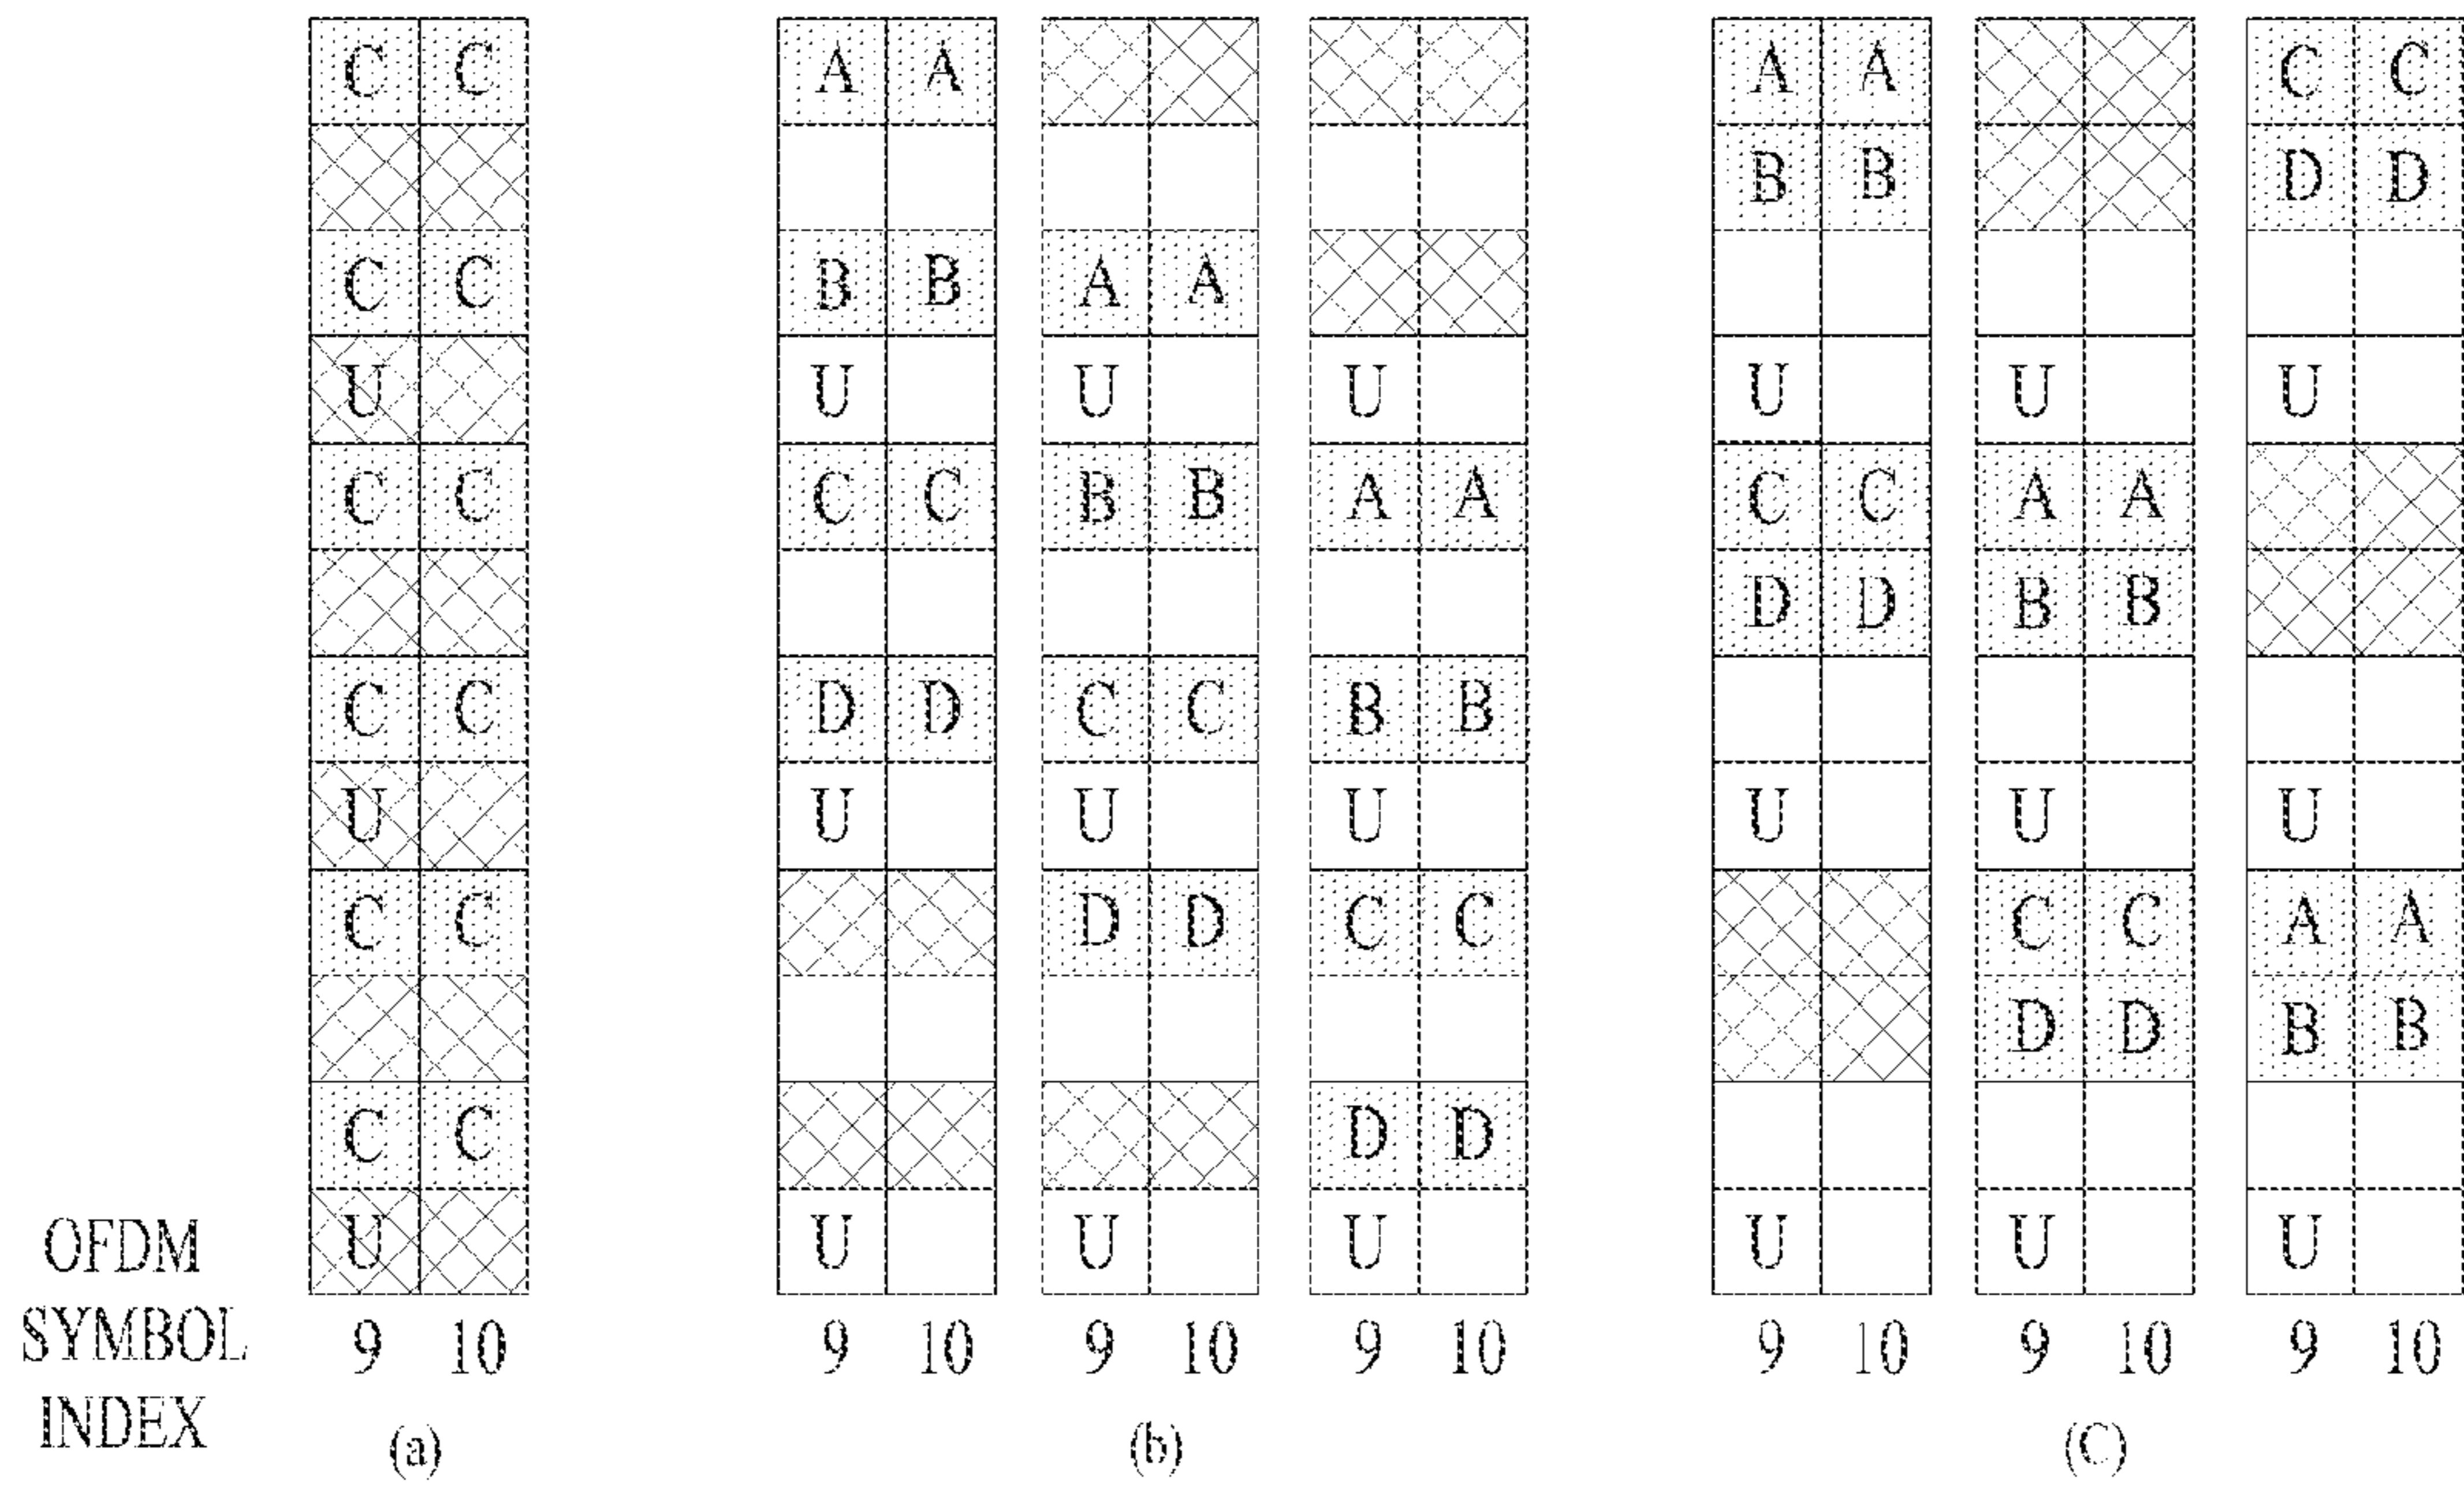 C C A A A A C C
B B D D
C C B B A A
U U U U U U U
C C C C B B A A C C A A
D D B B
C C D D C C B B
U U U U U U U
C C D D C C C C A A
D D B B
C C D D
U U U U U U U
OFDM
SYMBOL
INDEX
9 10 9 10 9 10 9 10 9 10 9 10 9 10
(a) (b) (C)